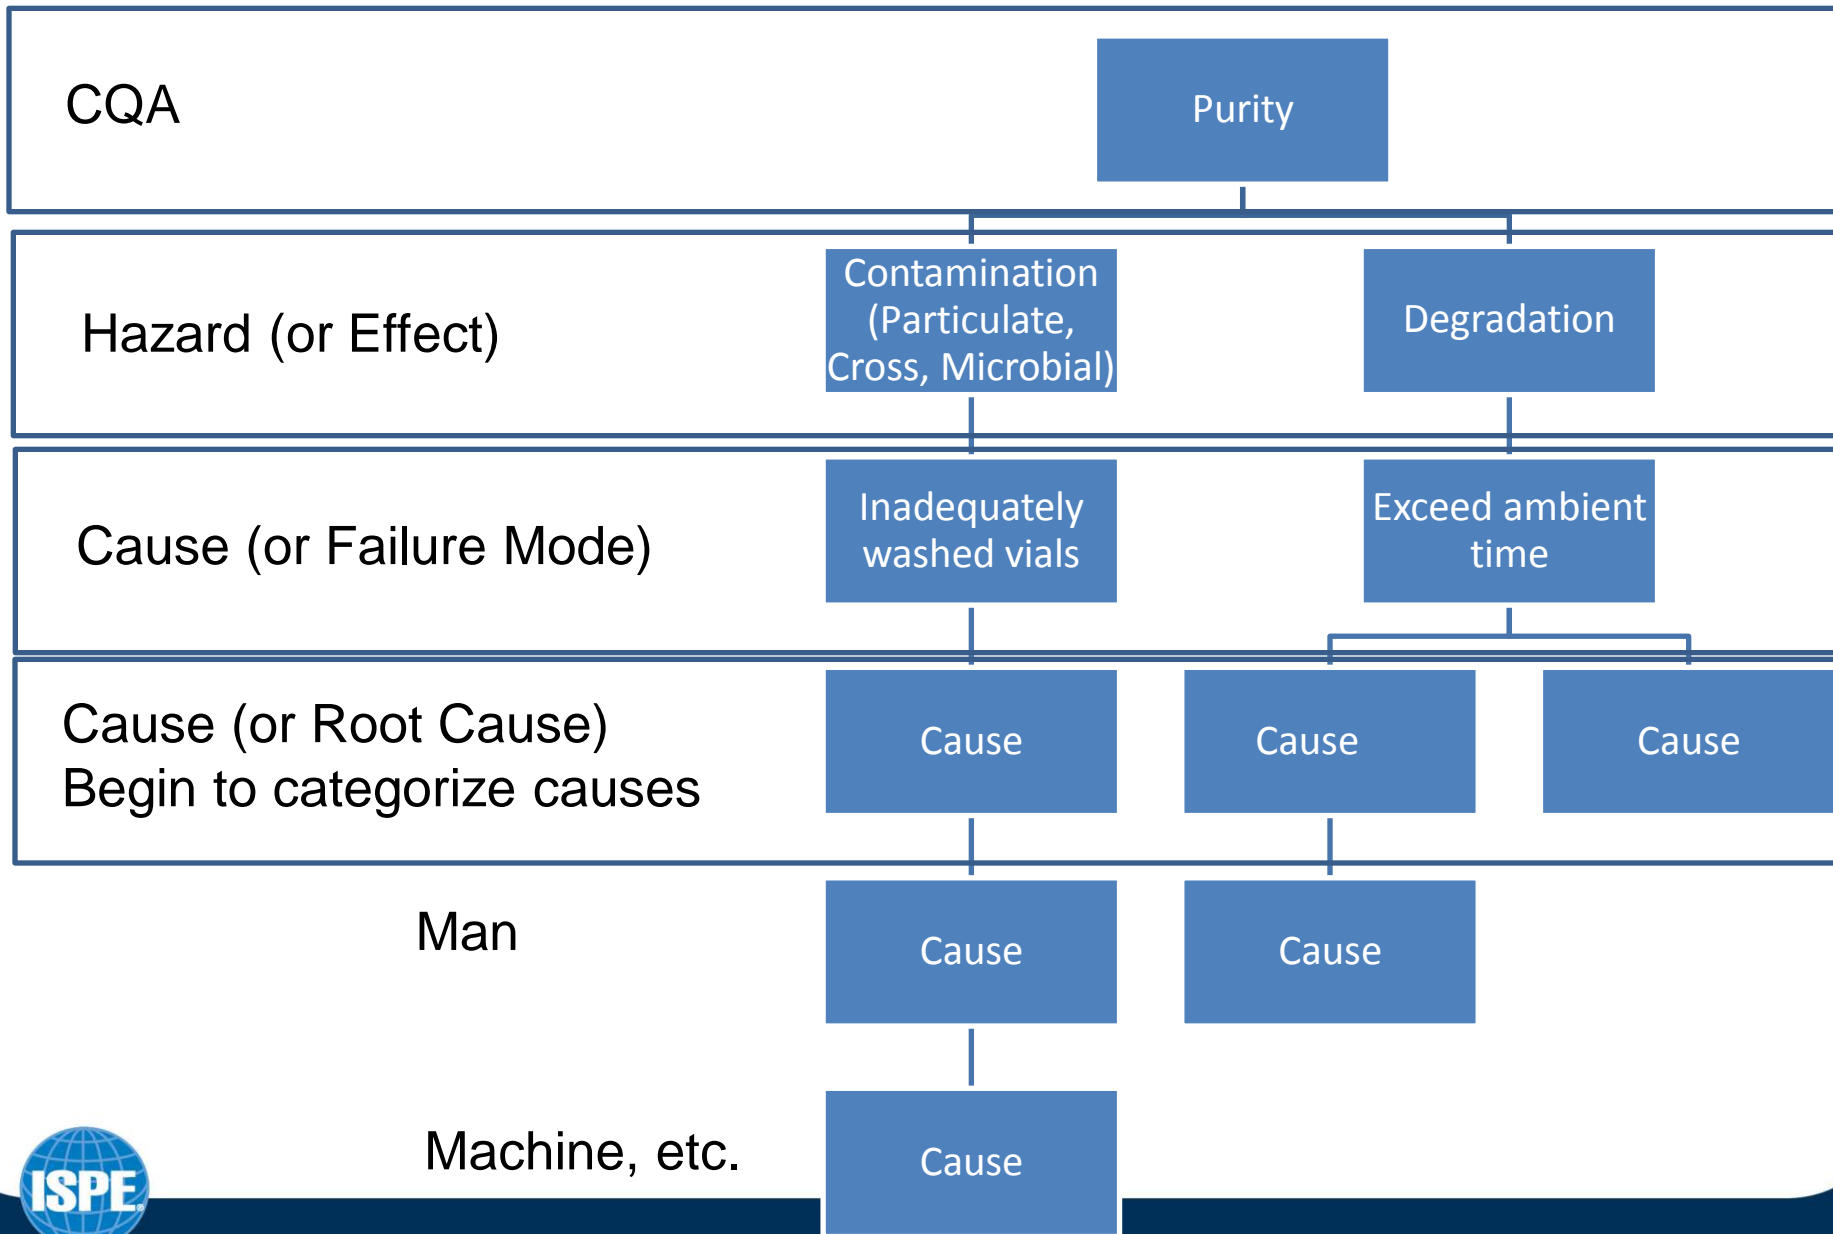 CQA
Purity
Hazard (or Effect)
Contamination
(Particulate,
Cross, Microbial)
Degradation
Cause (or Failure Mode)
Inadequately
washed vials
Exceed ambient
time
Cause (or Root Cause)
Begin to categorize causes
Cause
Cause
Cause
Man
Cause
Cause
Machine, etc.
Cause
ISPE